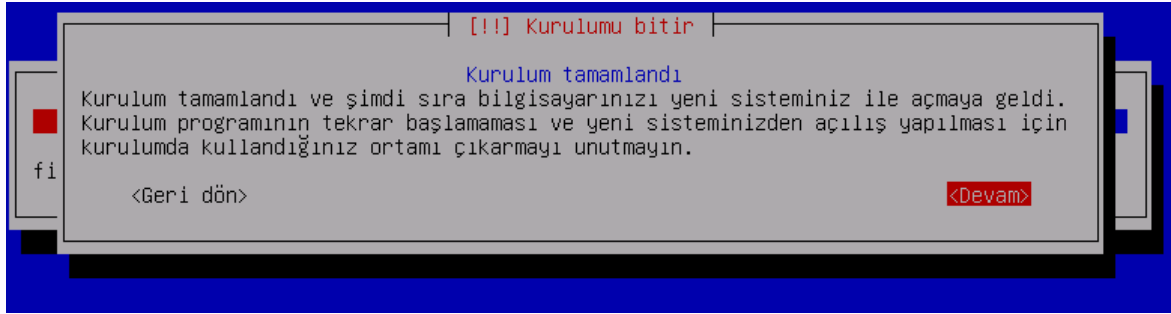 [!!] Kurulumu bitir
Kurulum tamamlandı
Kurulum tamamlandı ve şimdi sıra bilgisayarınızı yeni sisteminiz ile açmaya geldi.
Kurulum programının tekrar başlamaması ve yeni sisteminizden açılış yapılması için
kurulumda kullandığınız ortamı çıkarmayı unutmayın.
fi
<Geri dön> <Devam>